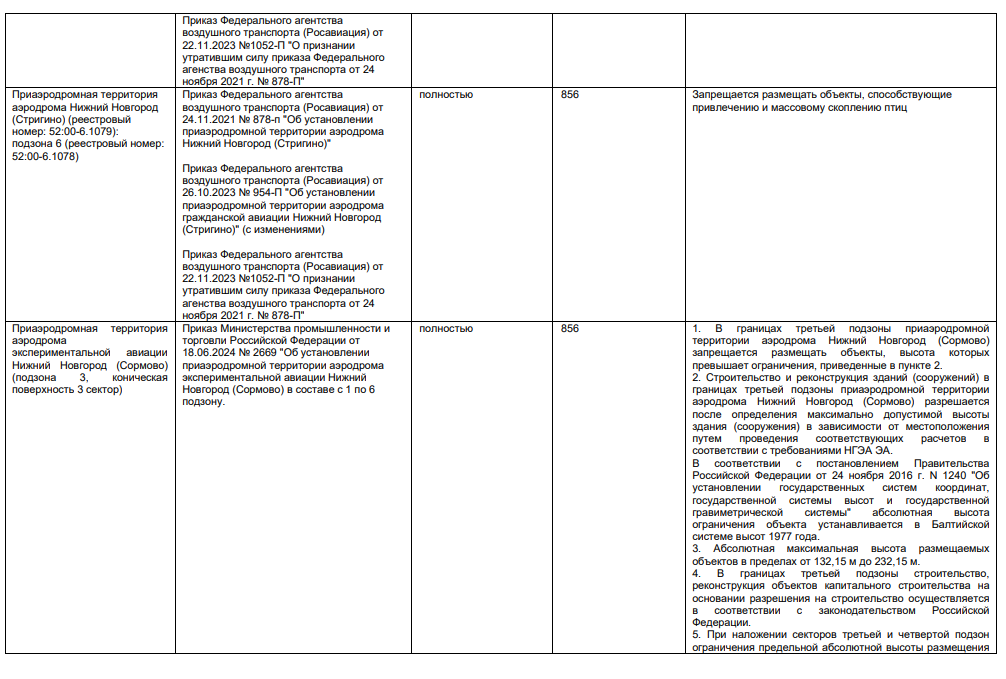 Приказ Федерального агентства
воздушного транспорта (Росавиация) от
22.11.2023 №1052-П "О признании
утратившим силу приказа Федерального
агенства воздушного транспорта от 24
ноября 2021 г. № 878-П"
Приаэродромная территория
аэродрома Нижний Новгород
(Стригино) (реестровый
номер: 52:00-6.1079):
подзона 6 (реестровый номер:
52:00-6.1078)
Приказ Федерального агентства
воздушного транспорта (Росавиация) от
24.11.2021 № 878-п "Об установлении
приаэродромной территории аэродрома
Нижний Новгород (Стригино)"
Приказ Федерального агентства
воздушного транспорта (Росавиация) от
26.10.2023 № 954-П "Об установлении
приаэродромной территории аэродрома
гражданской авиации Нижний Новгород
(Стригино)" (с изменениями)
Приказ Федерального агентства
воздушного транспорта (Росавиация) от
22.11.2023 №1052-П "О признании
утратившим силу приказа Федерального
агенства воздушного транспорта от 24
ноября 2021 г. № 878-П"
полностью
856
Запрещается размещать объекты, способствующие
привлечению и массовому скоплению птиц
Приаэродромная территория
аэродрома
экспериментальной авиации
Нижний Новгород (Сормово)
(подзона 3, коническая
поверхность 3 сектор)
Приказ Министерства промышленности и
торговли Российской Федерации от
18.06.2024 № 2669 "Об установлении
приаэродромной территории аэродрома
экспериментальной авиации Нижний
Новгород (Сормово) в составе с 1 по 6
подзону.
полностью
856
1. В границах третьей подзоны приаэродромной
территории аэродрома Нижний Новгород (Сормово)
запрещается размещать объекты, высота которых
превышает ограничения, приведенные в пункте 2.
2. Строительство и реконструкция зданий (сооружений) в
границах третьей подзоны приаэродромной территории
аэродрома Нижний Новгород (Сормово) разрешается
после определения максимально допустимой высоты
здания (сооружения) в зависимости от местоположения
путем проведения соответствующих расчетов в
соответствии с требованиями НГЭА ЭА.
В соответствии с постановлением Правительства
Российской Федерации от 24 ноября 2016 г. N 1240 "Об
установлении государственных систем координат,
государственной системы высот и государственной
гравиметрической системы" абсолютная высота
ограничения объекта устанавливается в Балтийской
системе высот 1977 года.
3. Абсолютная максимальная высота размещаемых
объектов в пределах от 132,15 м до 232,15 м.
4. В границах третьей подзоны строительство,
реконструкция объектов капитального строительства на
основании разрешения на строительство осуществляется
в соответствии с законодательством Российской
Федерации.
5. При наложении секторов третьей и четвертой подзон
ограничения предельной абсолютной высоты размещения